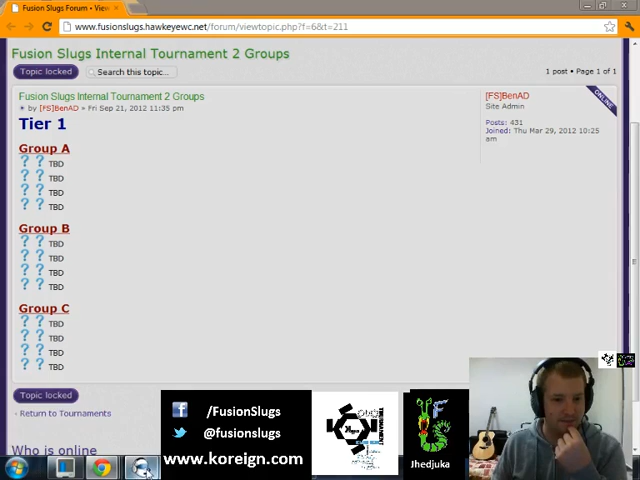 Fusion Slugs Forum • View
www.fusionslugs.hawkeyewc.net/forum/viewtopic.php?f=6&t=211
Fusion Slugs Internal Tournament 2 Groups
Topic locked
Search this topic...
1 post • Page 1 of 1
Fusion Slugs Internal Tournament 2 Groups
by [FS]BenAD » Fri Sep 21, 2012 11:35 pm
Tier 1
Group A
? ? TBD
? ? TBD
? ? TBD
? ? TBD
Group B
? ? TBD
? ? TBD
? ? TBD
? ? TBD
Group C
? ? TBD
? ? TBD
? ? TBD
? ? TBD
[FS]BenAD
Site Admin
Posts: 431
Joined: Thu Mar 29, 2012 10:25
am
ONLINE
Topic locked
Return to Tournaments
Who is online
/FusionSlugs
@fusionslugs
www.koreign.com
Jhedjuka